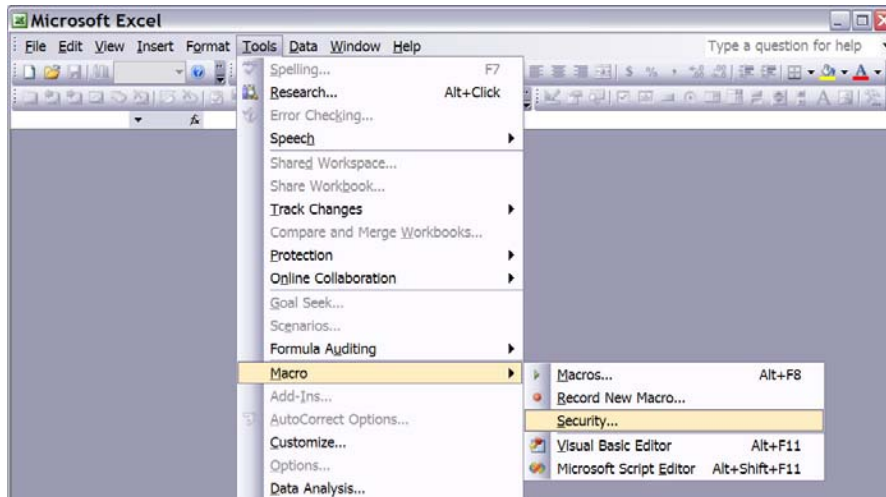 Microsoft Excel
File Edit View Insert Format Tools Data Window Help Type a question for help
Spelling... F7
Research... Alt+Click
Error Checking...
Speech
Shared Workspace...
Share Workbook...
Track Changes
Compare and Merge Workbooks...
Protection
Online Collaboration
Goal Seek...
Scenarios...
Formula Auditing
Macro
Add-Ins...
AutoCorrect Options...
Customize...
Options...
Data Analysis...
Macros... Alt+F8
Record New Macro...
Security...
Visual Basic Editor Alt+F11
Microsoft Script Editor Alt+Shift+F11